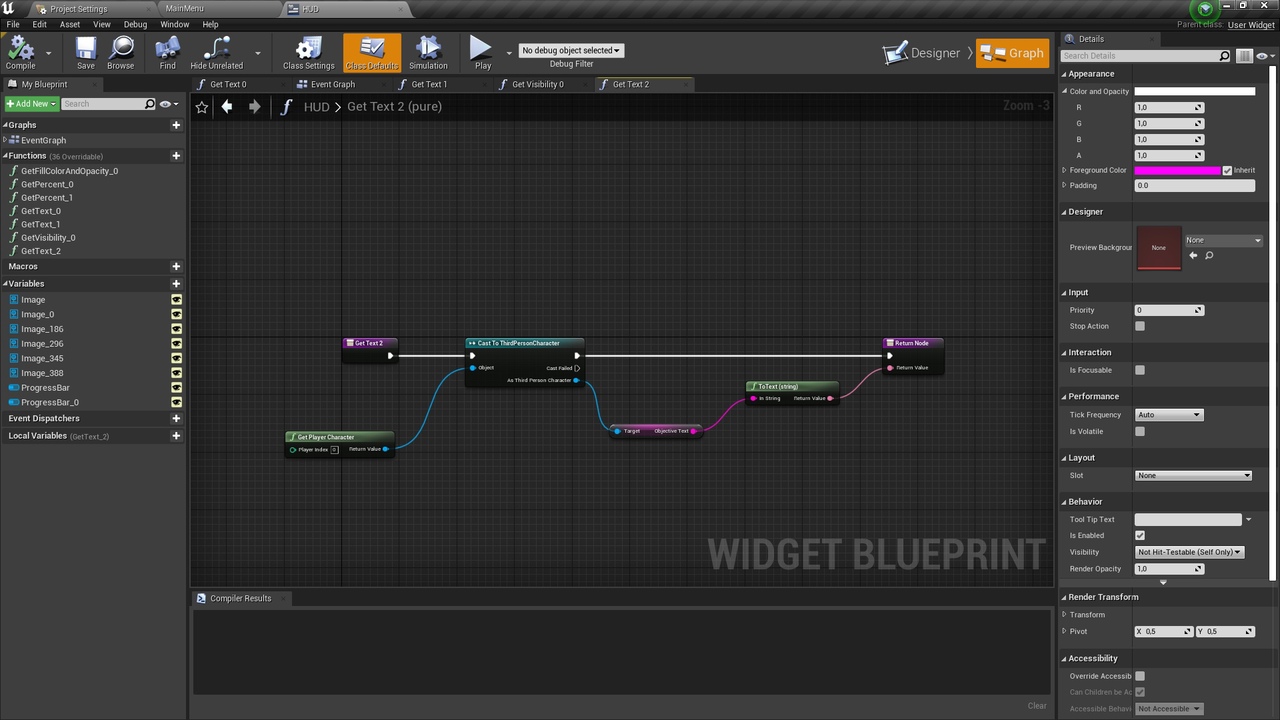 Project Settings
MainMenu
HUD
File Edit Asset View Debug Window Help
Parent class: User Widget
Compile
Save
Browse
Find
Hide Unrelated
Class Settings
Class Defaults
Simulation
Play
No debug object selected
Debug Filter
Designer
Graph
My Blueprint
+Add New
Search
Graphs
EventGraph
Functions (36 Overridable)
GetFillColorAndOpacity_0
GetPercent_0
GetPercent_1
GetText_0
GetText_1
GetVisibility_0
GetText_2
Macros
Variables
Image
Image_0
Image_186
Image_296
Image_345
Image_388
ProgressBar
ProgressBar_0
Event Dispatchers
Local Variables (GetText_2)
Get Text 0
Event Graph
Get Text 1
Get Visibility 0
Get Text 2
HUD > Get Text 2 (pure)
Zoom -3
Get Text 2
Cast To ThirdPersonCharacter
Object
Cast Failed
As Third Person Character
Get Player Character
Player Index 0
Return Value
Target
Objective Text
ToText (string)
In String
Return Value
Return Node
Return Value
WIDGET BLUEPRINT
Compiler Results
Clear
Details
Search Details
Appearance
Color and Opacity
R 1,0
G 1,0
B 1,0
A 1,0
Foreground Color
Inherit
Padding 0.0
Designer
Preview Backgrour
None
None
Input
Priority 0
Stop Action
Interaction
Is Focusable
Performance
Tick Frequency Auto
Is Volatile
Layout
Slot None
Behavior
Tool Tip Text
Is Enabled
Visibility Not Hit-Testable (Self Only)
Render Opacity 1,0
Render Transform
Transform
Pivot X 0,5 Y 0,5
Accessibility
Override Accessib
Can Children be Ac
Accessible Behavi Not Accessible